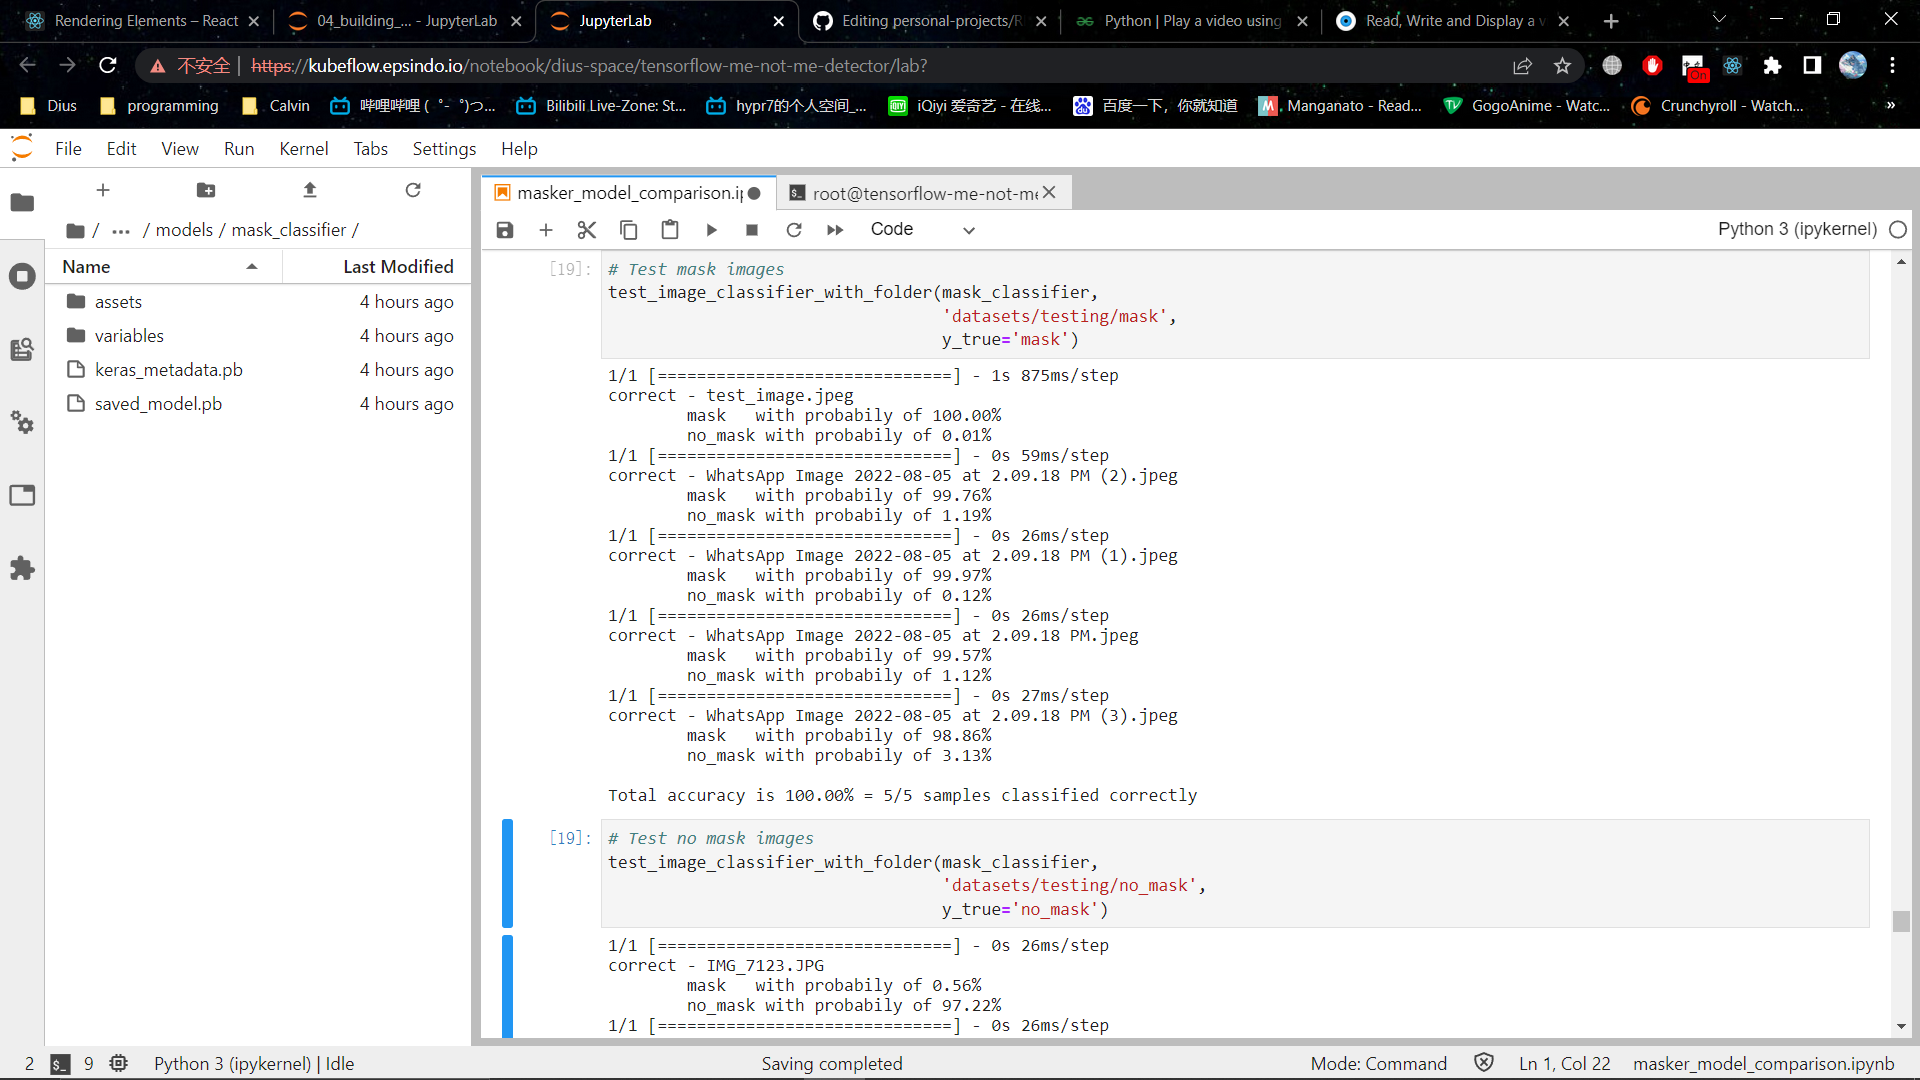 Rendering Elements – React
04_building_... - JupyterLab
JupyterLab
Editing personal-projects/R
Python | Play a video using
Read, Write and Display a v
不安全 | https://kubeflow.epsindo.io/notebook/dius-space/tensorflow-me-not-me-detector/lab?
On
Dius
programming
Calvin
哔哩哔哩 ( ゜- ゜)つ...
Bilibili Live-Zone: St...
hypr7的个人空间_...
iQiyi 爱奇艺 - 在线...
百度一下，你就知道
Manganato - Read...
GogoAnime - Watc...
Crunchyroll - Watch...
»
File Edit View Run Kernel Tabs Settings Help
masker_model_comparison.ip
root@tensorflow-me-not-me
/ ... / models / mask_classifier /
Code
Python 3 (ipykernel)
Name Last Modified
assets 4 hours ago
variables 4 hours ago
keras_metadata.pb 4 hours ago
saved_model.pb 4 hours ago
[19]: # Test mask images
test_image_classifier_with_folder(mask_classifier,
'datasets/testing/mask',
y_true='mask')
1/1 [==============================] - 1s 875ms/step
correct - test_image.jpeg
mask with probabily of 100.00%
no_mask with probabily of 0.01%
1/1 [==============================] - 0s 59ms/step
correct - WhatsApp Image 2022-08-05 at 2.09.18 PM (2).jpeg
mask with probabily of 99.76%
no_mask with probabily of 1.19%
1/1 [==============================] - 0s 26ms/step
correct - WhatsApp Image 2022-08-05 at 2.09.18 PM (1).jpeg
mask with probabily of 99.97%
no_mask with probabily of 0.12%
1/1 [==============================] - 0s 26ms/step
correct - WhatsApp Image 2022-08-05 at 2.09.18 PM.jpeg
mask with probabily of 99.57%
no_mask with probabily of 1.12%
1/1 [==============================] - 0s 27ms/step
correct - WhatsApp Image 2022-08-05 at 2.09.18 PM (3).jpeg
mask with probabily of 98.86%
no_mask with probabily of 3.13%
Total accuracy is 100.00% = 5/5 samples classified correctly
[19]: # Test no mask images
test_image_classifier_with_folder(mask_classifier,
'datasets/testing/no_mask',
y_true='no_mask')
1/1 [==============================] - 0s 26ms/step
correct - IMG_7123.JPG
mask with probabily of 0.56%
no_mask with probabily of 97.22%
1/1 [==============================] - 0s 26ms/step
2 $_ 9 Python 3 (ipykernel) | Idle
Saving completed
Mode: Command
Ln 1, Col 22
masker_model_comparison.ipynb